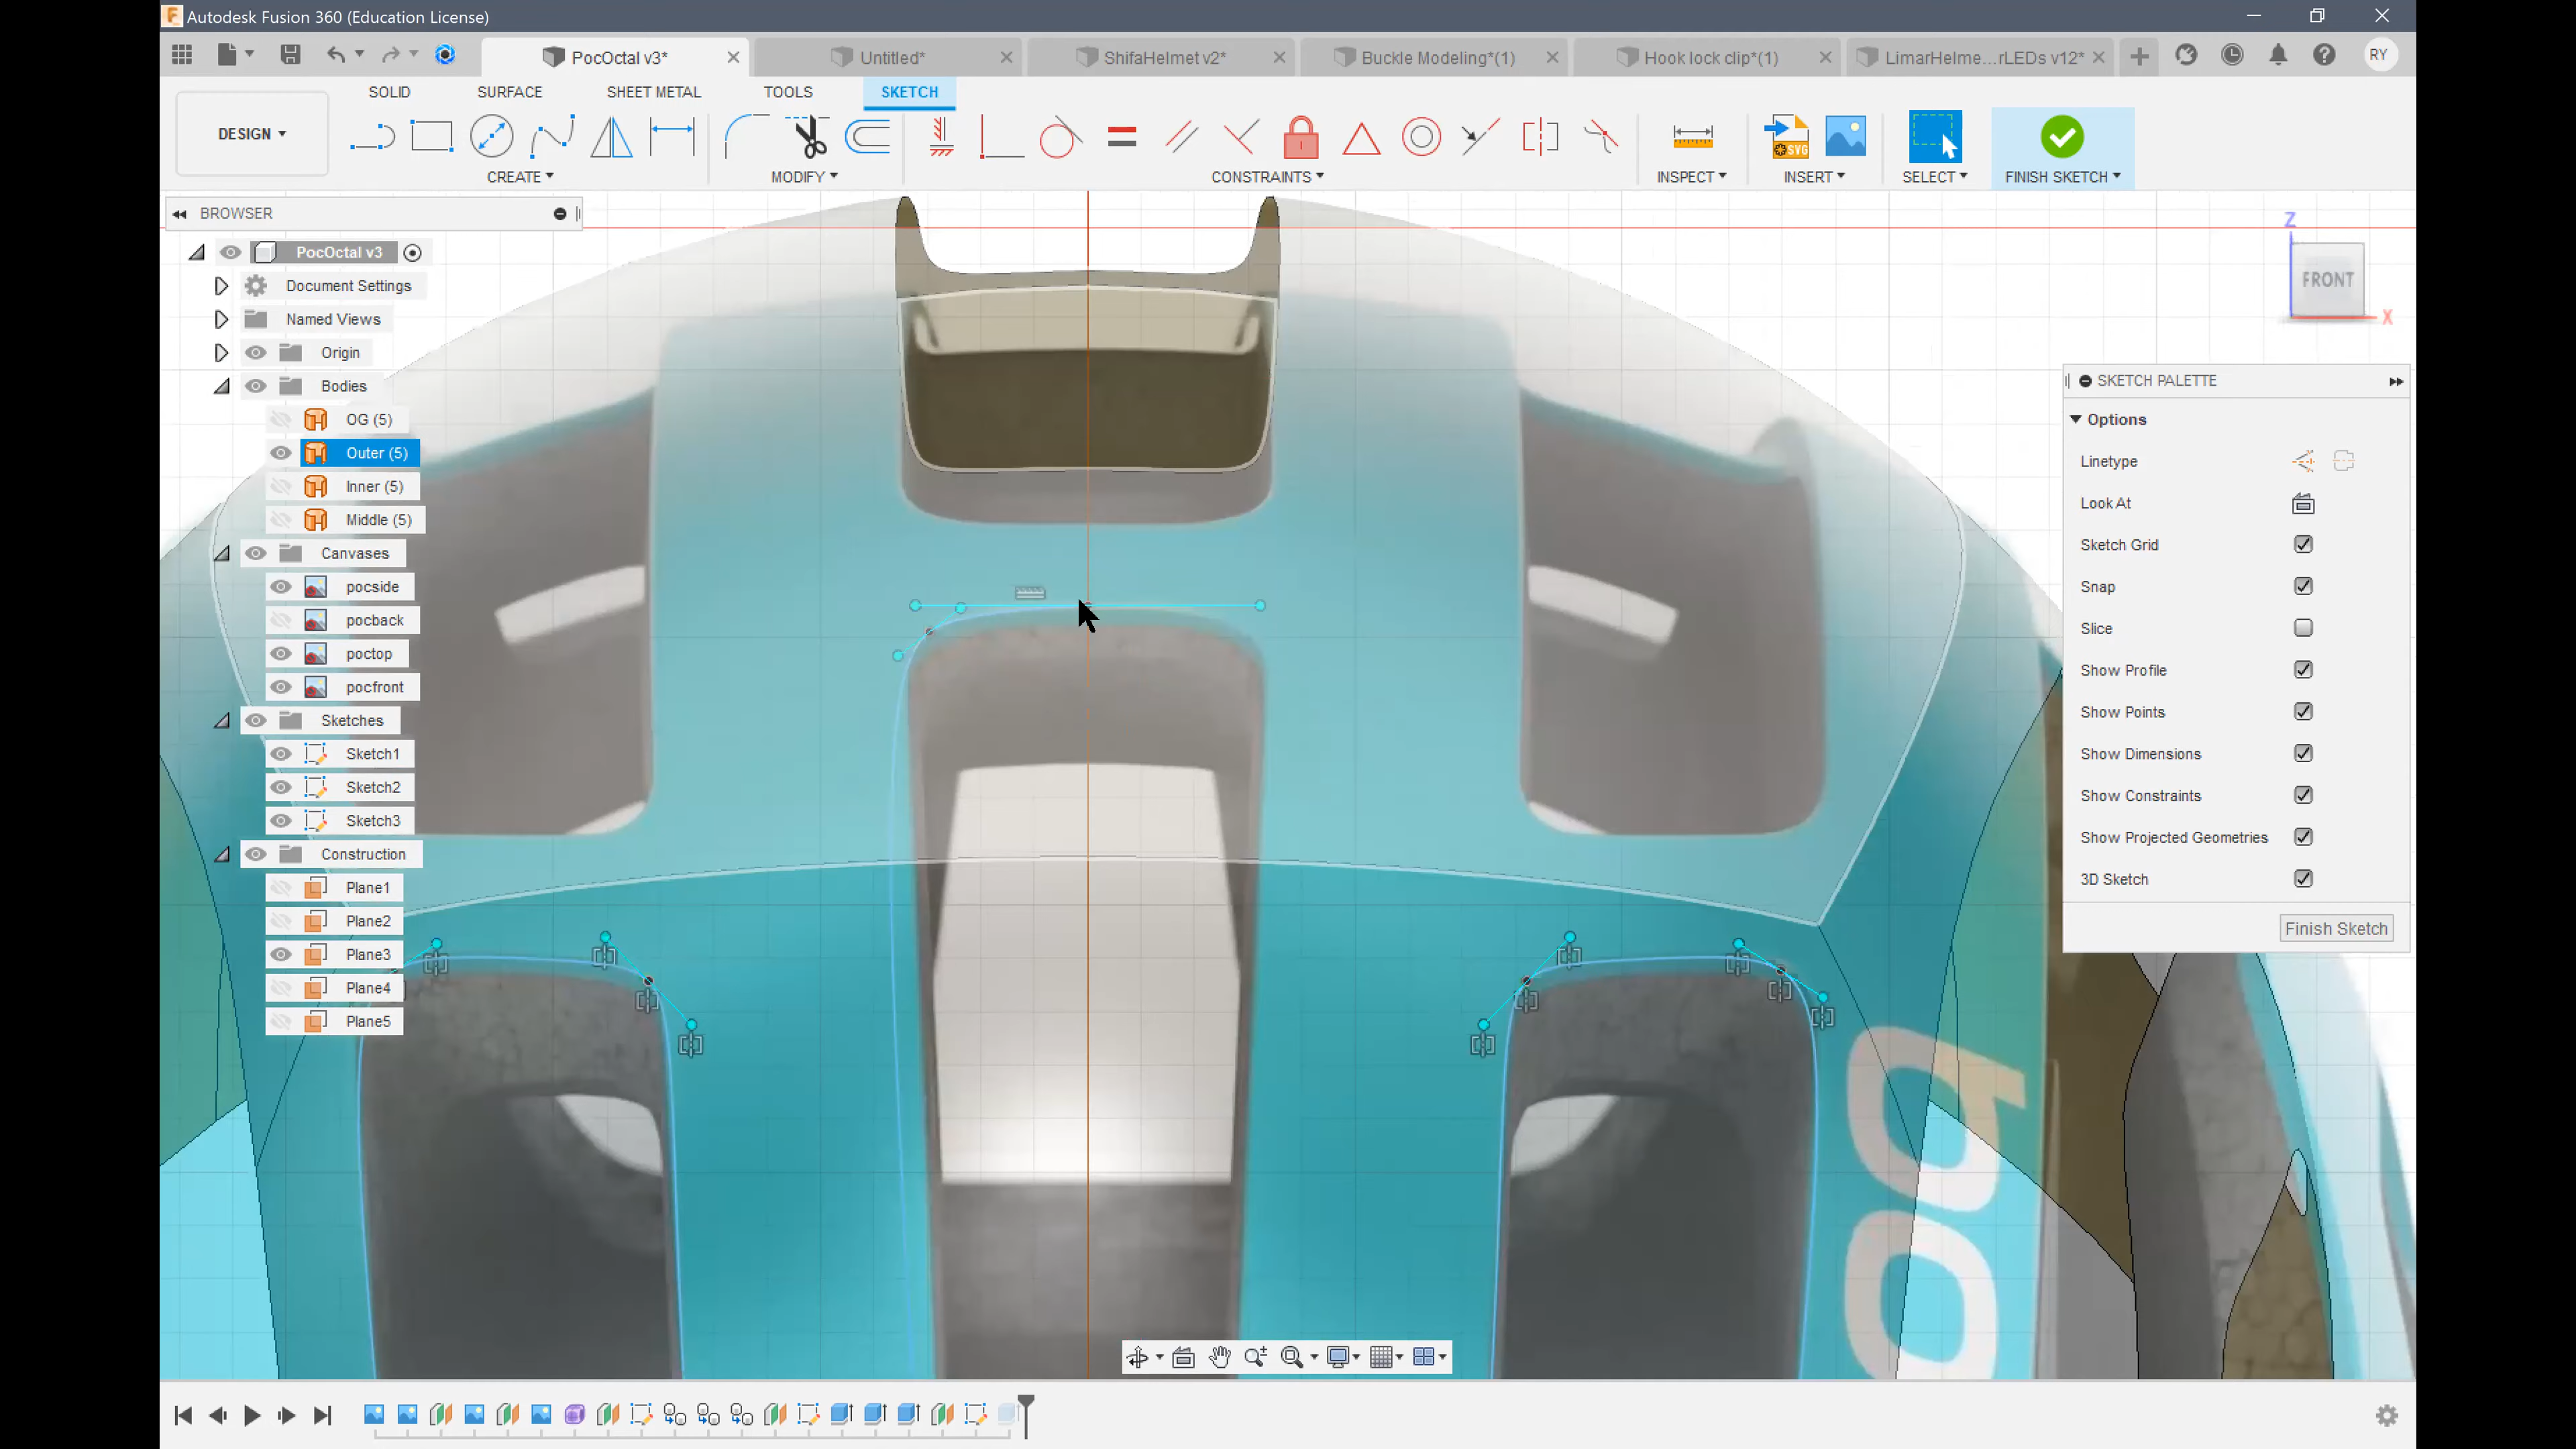 Autodesk Fusion 360 (Education License)
PocOctal v3*
Untitled*
ShifaHelmet v2*
Buckle Modeling*(1)
Hook lock clip*(1)
LimarHelme...rLEDs v12*
RY
SOLID
SURFACE
SHEET METAL
TOOLS
SKETCH
DESIGN
CREATE
MODIFY
CONSTRAINTS
INSPECT
SVG
INSERT
SELECT
FINISH SKETCH
BROWSER
PocOctal v3
Document Settings
Named Views
Origin
Bodies
OG (5)
Outer (5)
Inner (5)
Middle (5)
Canvases
pocside
pocback
poctop
pocfront
Sketches
Sketch1
Sketch2
Sketch3
Construction
Plane1
Plane2
Plane3
Plane4
Plane5
Z
FRONT
X
SKETCH PALETTE
Options
Linetype
Look At
Sketch Grid
Snap
Slice
Show Profile
Show Points
Show Dimensions
Show Constraints
Show Projected Geometries
3D Sketch
Finish Sketch